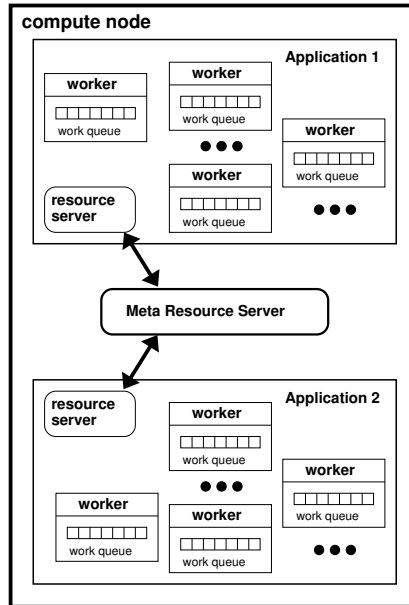 compute node
Application 1
worker
work queue
worker
work queue
worker
work queue
worker
work queue
resource
server
Meta Resource Server
resource
server
Application 2
worker
work queue
worker
work queue
worker
work queue
worker
work queue